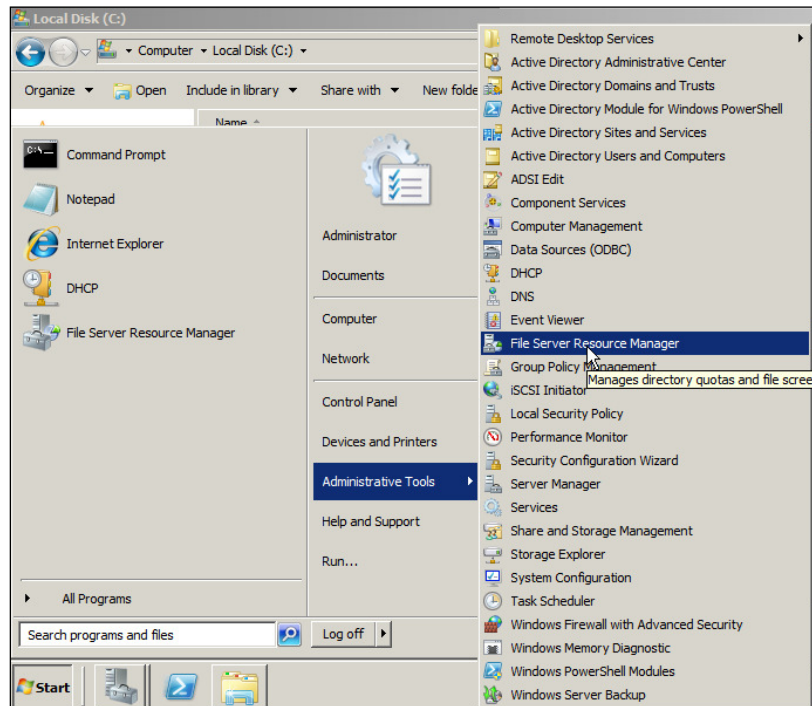 Local Disk (C:)
Computer Local Disk (C:)
Organize Open Include in library Share with New folde
Name
C:\
Command Prompt
Notepad
Internet Explorer
DHCP
File Server Resource Manager
All Programs
Search programs and files
Administrator
Documents
Computer
Network
Control Panel
Devices and Printers
Administrative Tools
Help and Support
Run...
Log off
Remote Desktop Services
Active Directory Administrative Center
Active Directory Domains and Trusts
Active Directory Module for Windows PowerShell
Active Directory Sites and Services
Active Directory Users and Computers
ADSI Edit
Component Services
Computer Management
Data Sources (ODBC)
DHCP
DNS
Event Viewer
File Server Resource Manager
Group Policy Management
Manages directory quotas and file scree
iSCSI Initiator
Local Security Policy
Performance Monitor
Security Configuration Wizard
Server Manager
Services
Share and Storage Management
Storage Explorer
System Configuration
Task Scheduler
Windows Firewall with Advanced Security
Windows Memory Diagnostic
Windows PowerShell Modules
Windows Server Backup
Start